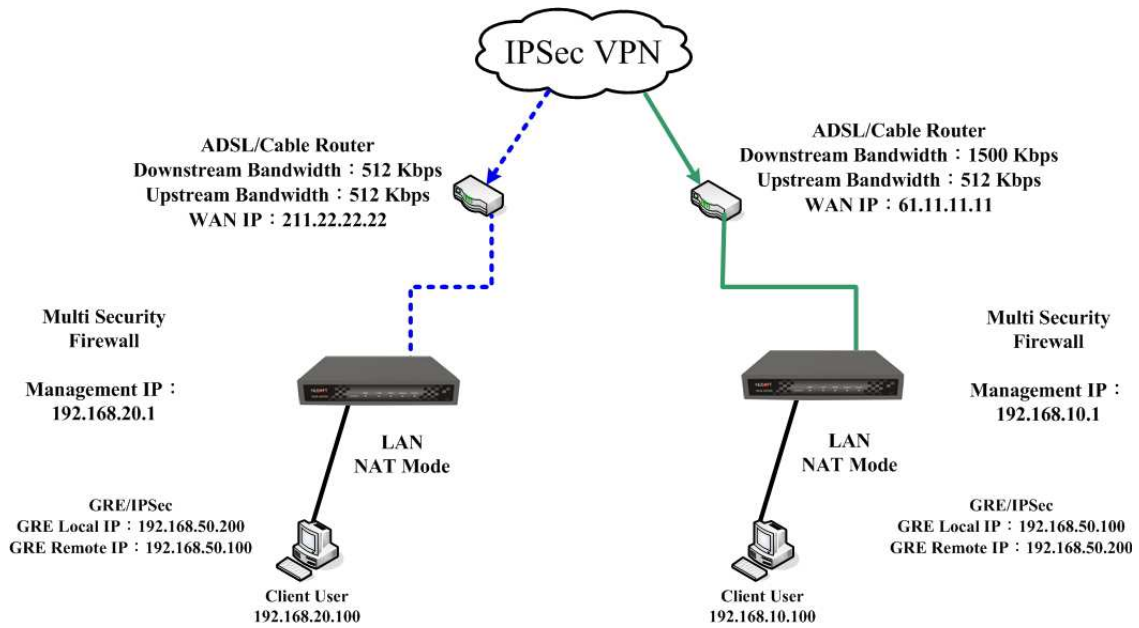 IPSec VPN
ADSL/Cable Router
Downstream Bandwidth：512 Kbps
Upstream Bandwidth：512 Kbps
WAN IP：211.22.22.22
ADSL/Cable Router
Downstream Bandwidth：1500 Kbps
Upstream Bandwidth：512 Kbps
WAN IP：61.11.11.11
Multi Security
Firewall
Management IP：
192.168.20.1
LAN
NAT Mode
Multi Security
Firewall
Management IP：
192.168.10.1
LAN
NAT Mode
GRE/IPSec
GRE Local IP：192.168.50.200
GRE Remote IP：192.168.50.100
Client User
192.168.20.100
GRE/IPSec
GRE Local IP：192.168.50.100
GRE Remote IP：192.168.50.200
Client User
192.168.10.100